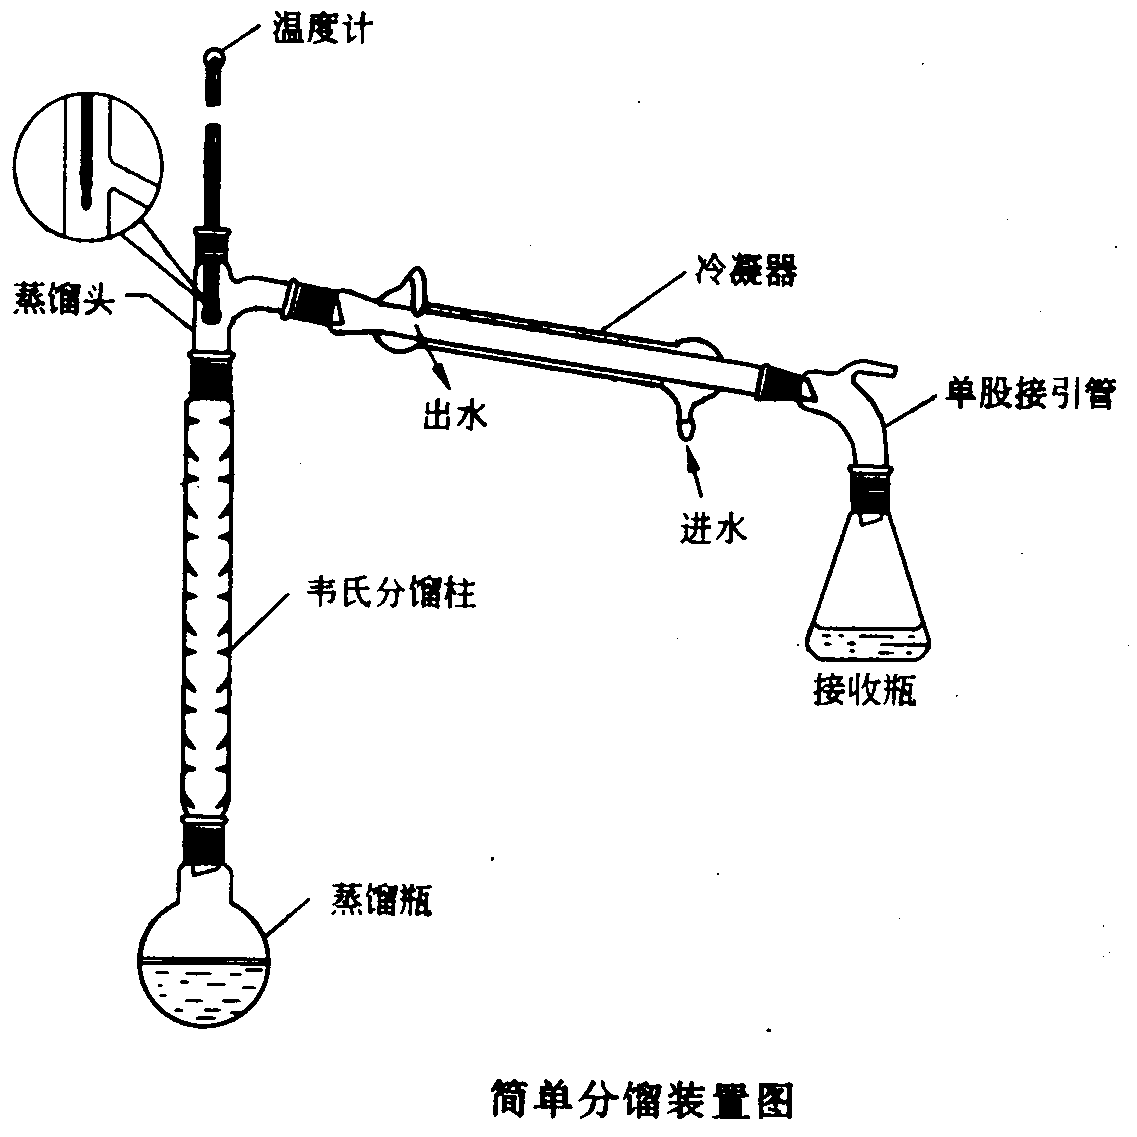 温度计
蒸馏头
冷凝器
出水
单股接引管
进水
韦氏分馏柱
接收瓶
蒸馏瓶
简单分馏装置图